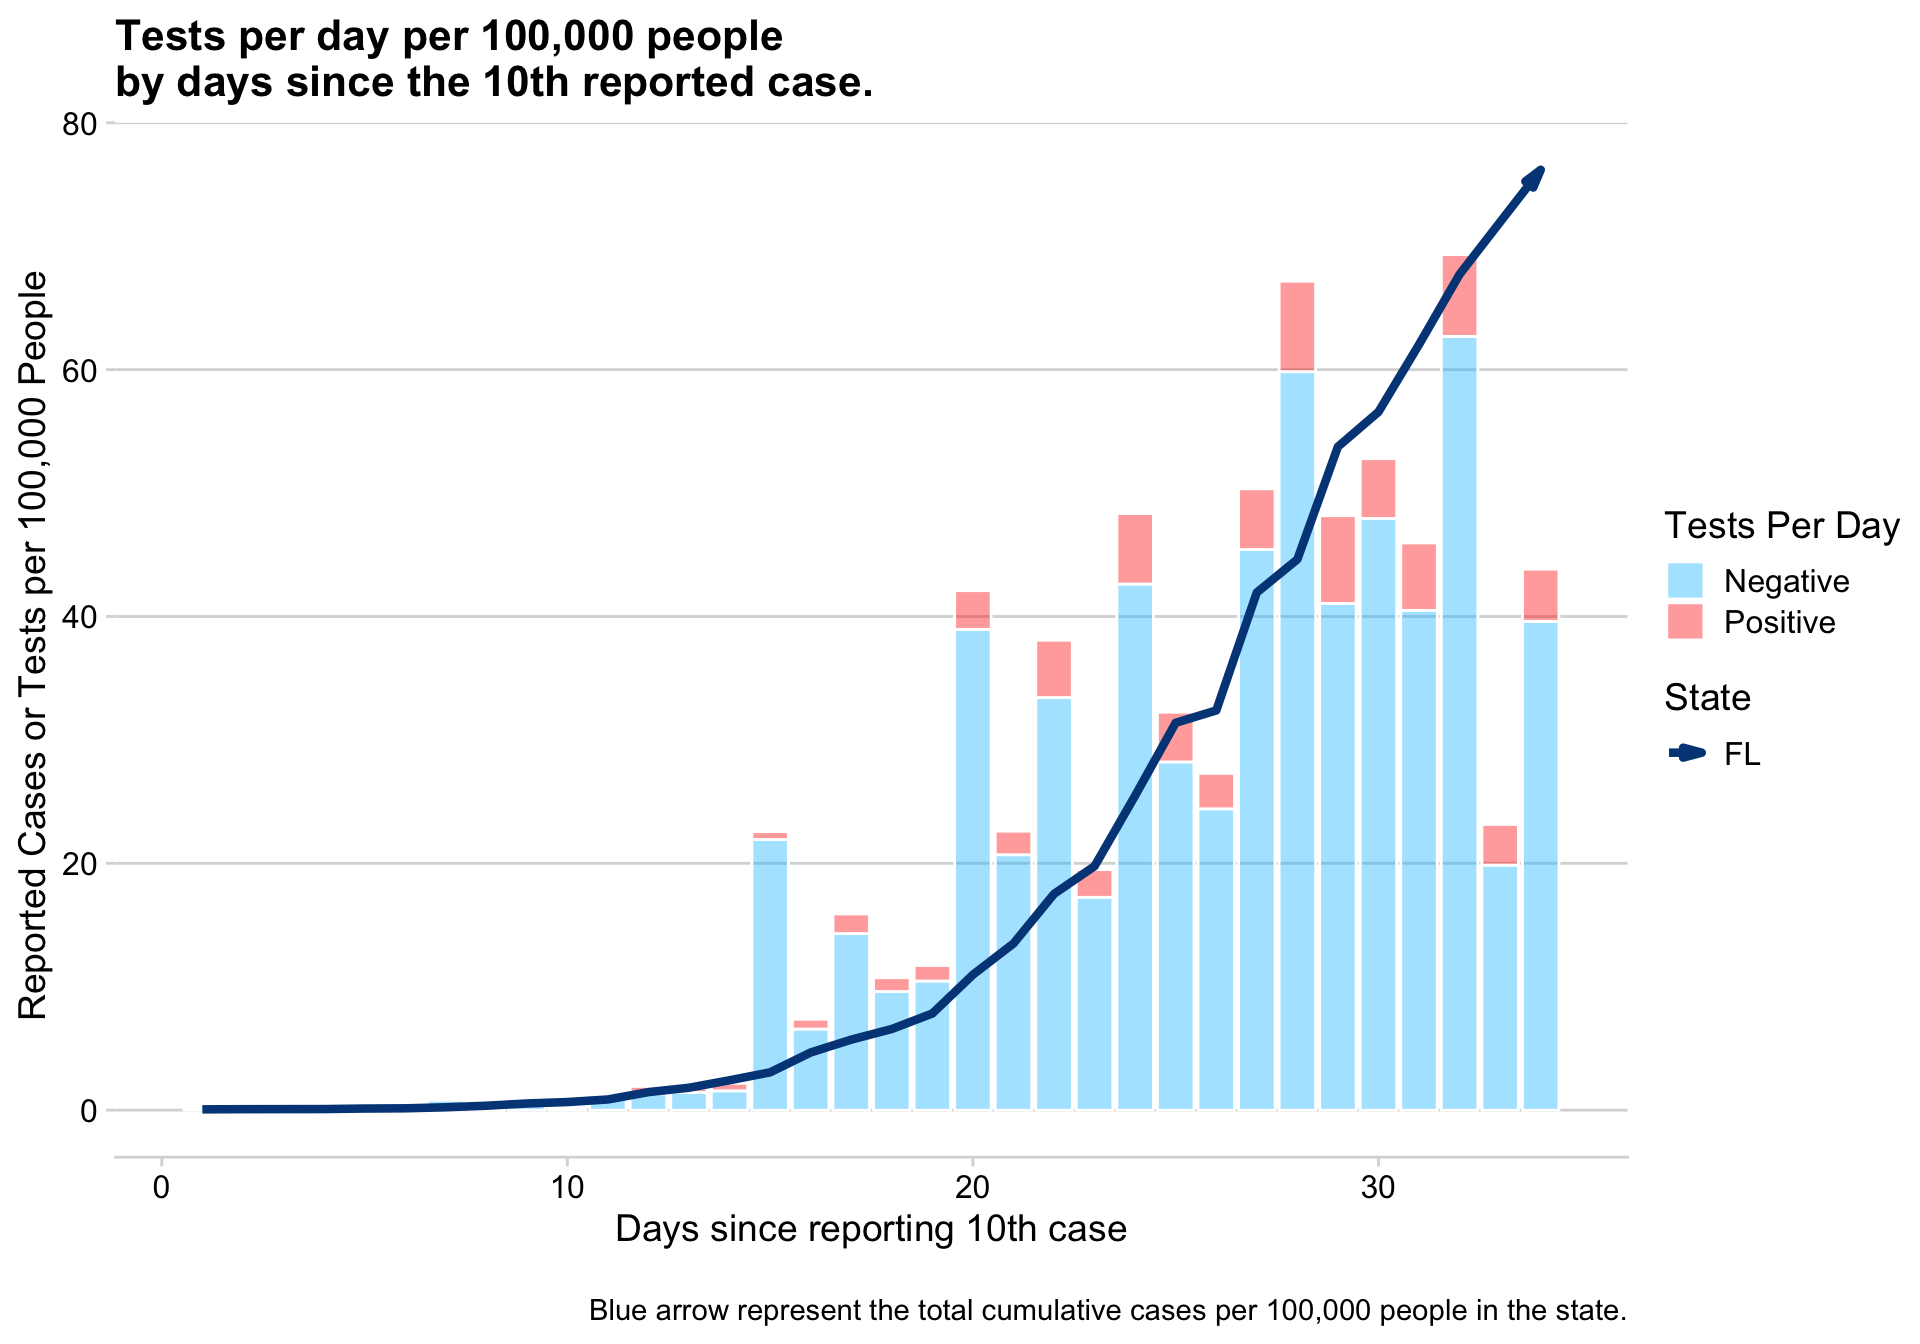 Tests per day per 100,000 people
by days since the 10th reported case.
Reported Cases or Tests per 100,000 People
80
60
40
20
0
0
10
20
30
Days since reporting 10th case
Tests Per Day
Negative
Positive
State
FL
Blue arrow represent the total cumulative cases per 100,000 people in the state.